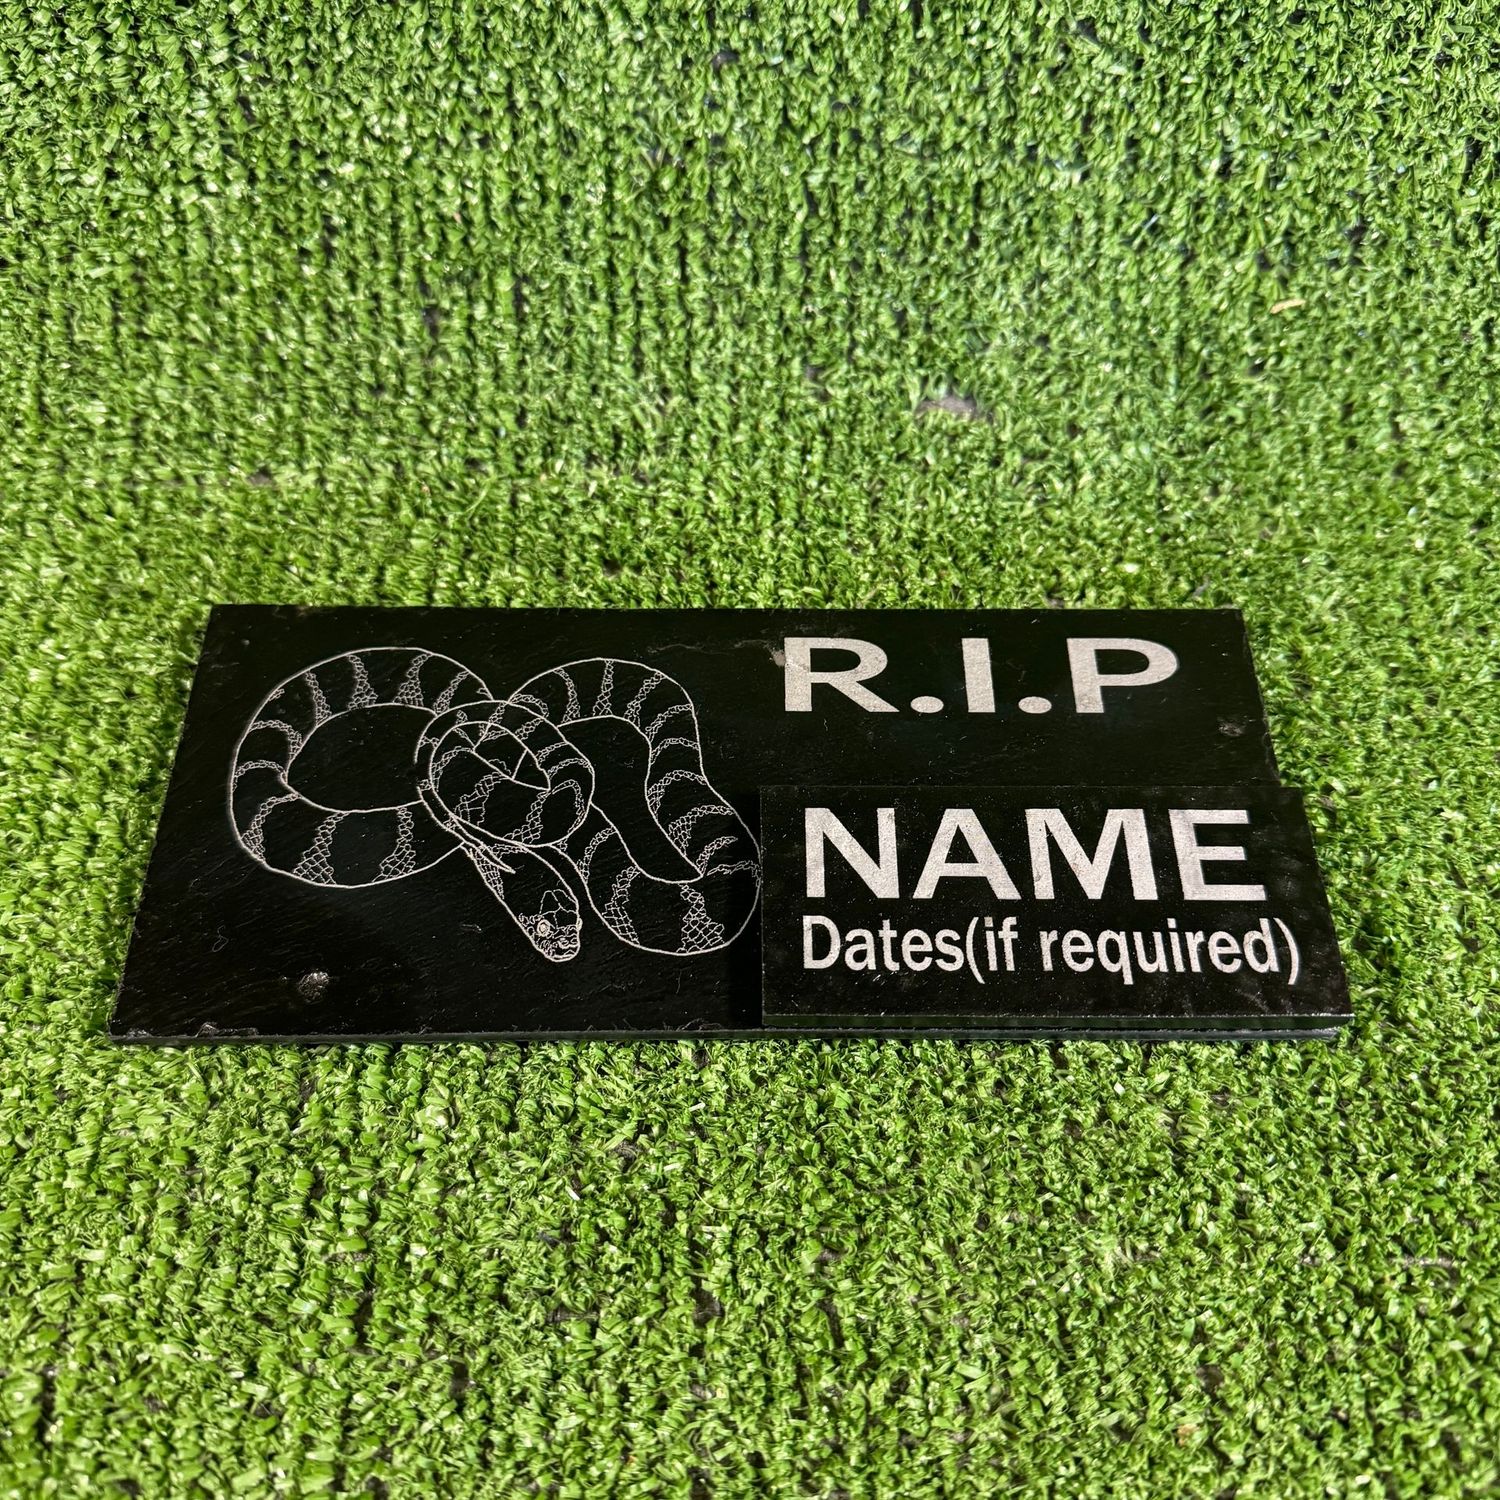 R.I.P
NAME
Dates(if required)